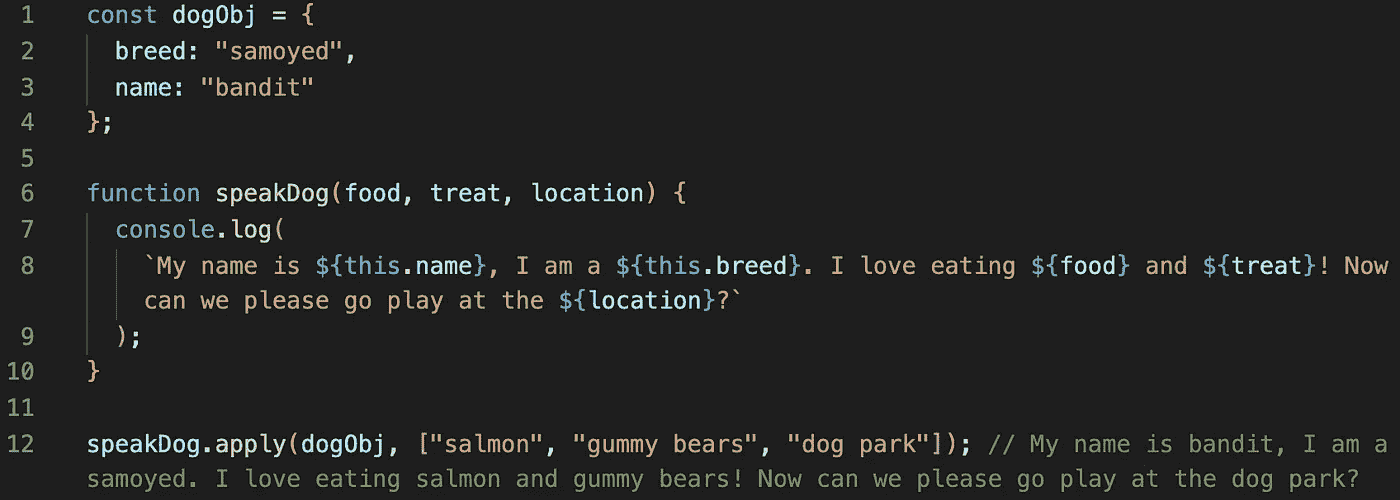 1 const dogObj = {
2 breed: "samoyed",
3 name: "bandit"
4 };
5
6 function speakDog(food, treat, location) {
7 console.log(
8 `My name is ${this.name}, I am a ${this.breed}. I love eating ${food} and ${treat}! Now
can we please go play at the ${location}?`
9 );
10 }
11
12 speakDog.apply(dogObj, ["salmon", "gummy bears", "dog park"]); // My name is bandit, I am a
samoyed. I love eating salmon and gummy bears! Now can we please go play at the dog park?